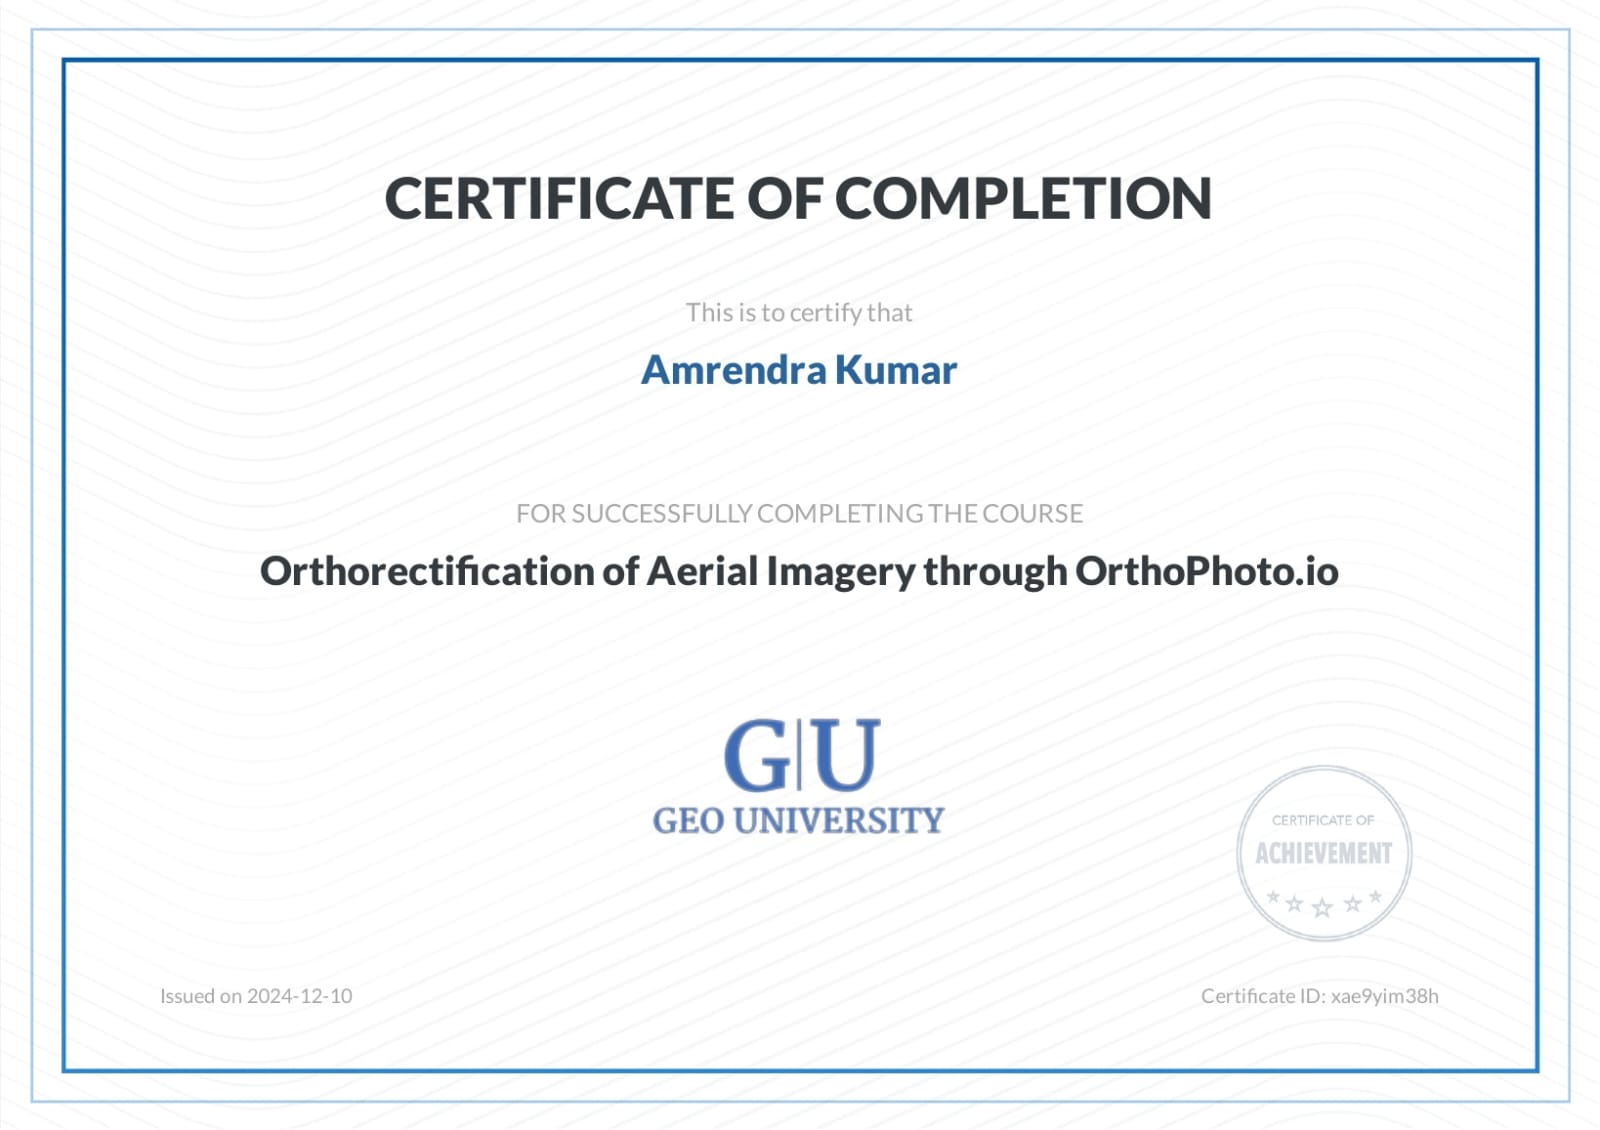 CERTIFICATE OF COMPLETION
This is to certify that
Amrendra Kumar
FOR SUCCESSFULLY COMPLETING THE COURSE
Orthorectification of Aerial Imagery through OrthoPhoto.io
G|U
GEO UNIVERSITY
CERTIFICATE OF
ACHIEVEMENT
Issued on 2024-12-10
Certificate ID: xae9yim38h